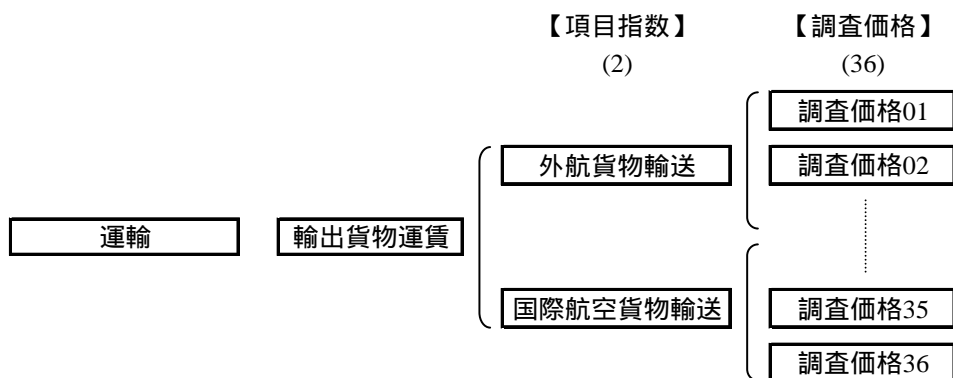 【項目指数】 【調査価格】
(2) (36)
調査価格01
外航貨物輸送 調査価格02
運輸 輸出貨物運賃
国際航空貨物輸送 調査価格35
調査価格36